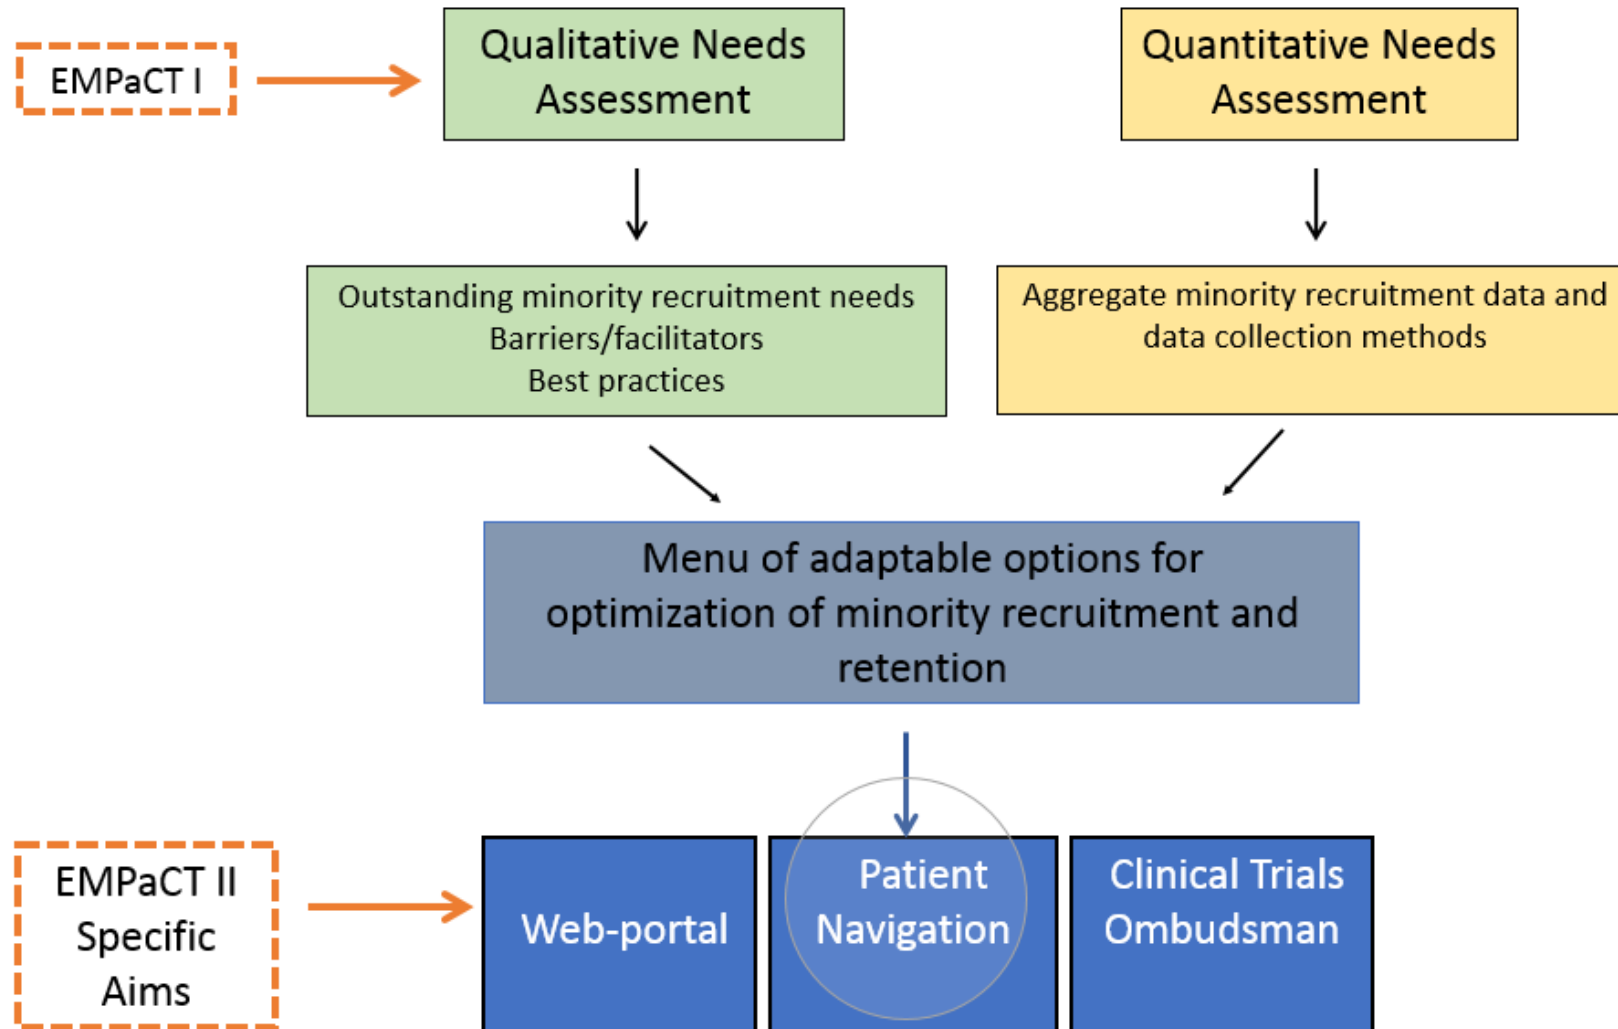 EMPaCT I
Qualitative Needs
Assessment
Quantitative Needs
Assessment
Outstanding minority recruitment needs
Barriers/facilitators
Best practices
Aggregate minority recruitment data and
data collection methods
Menu of adaptable options for
optimization of minority recruitment and
retention
EMPaCT II
Specific
Aims
Web-portal
Patient
Navigation
Clinical Trials
Ombudsman